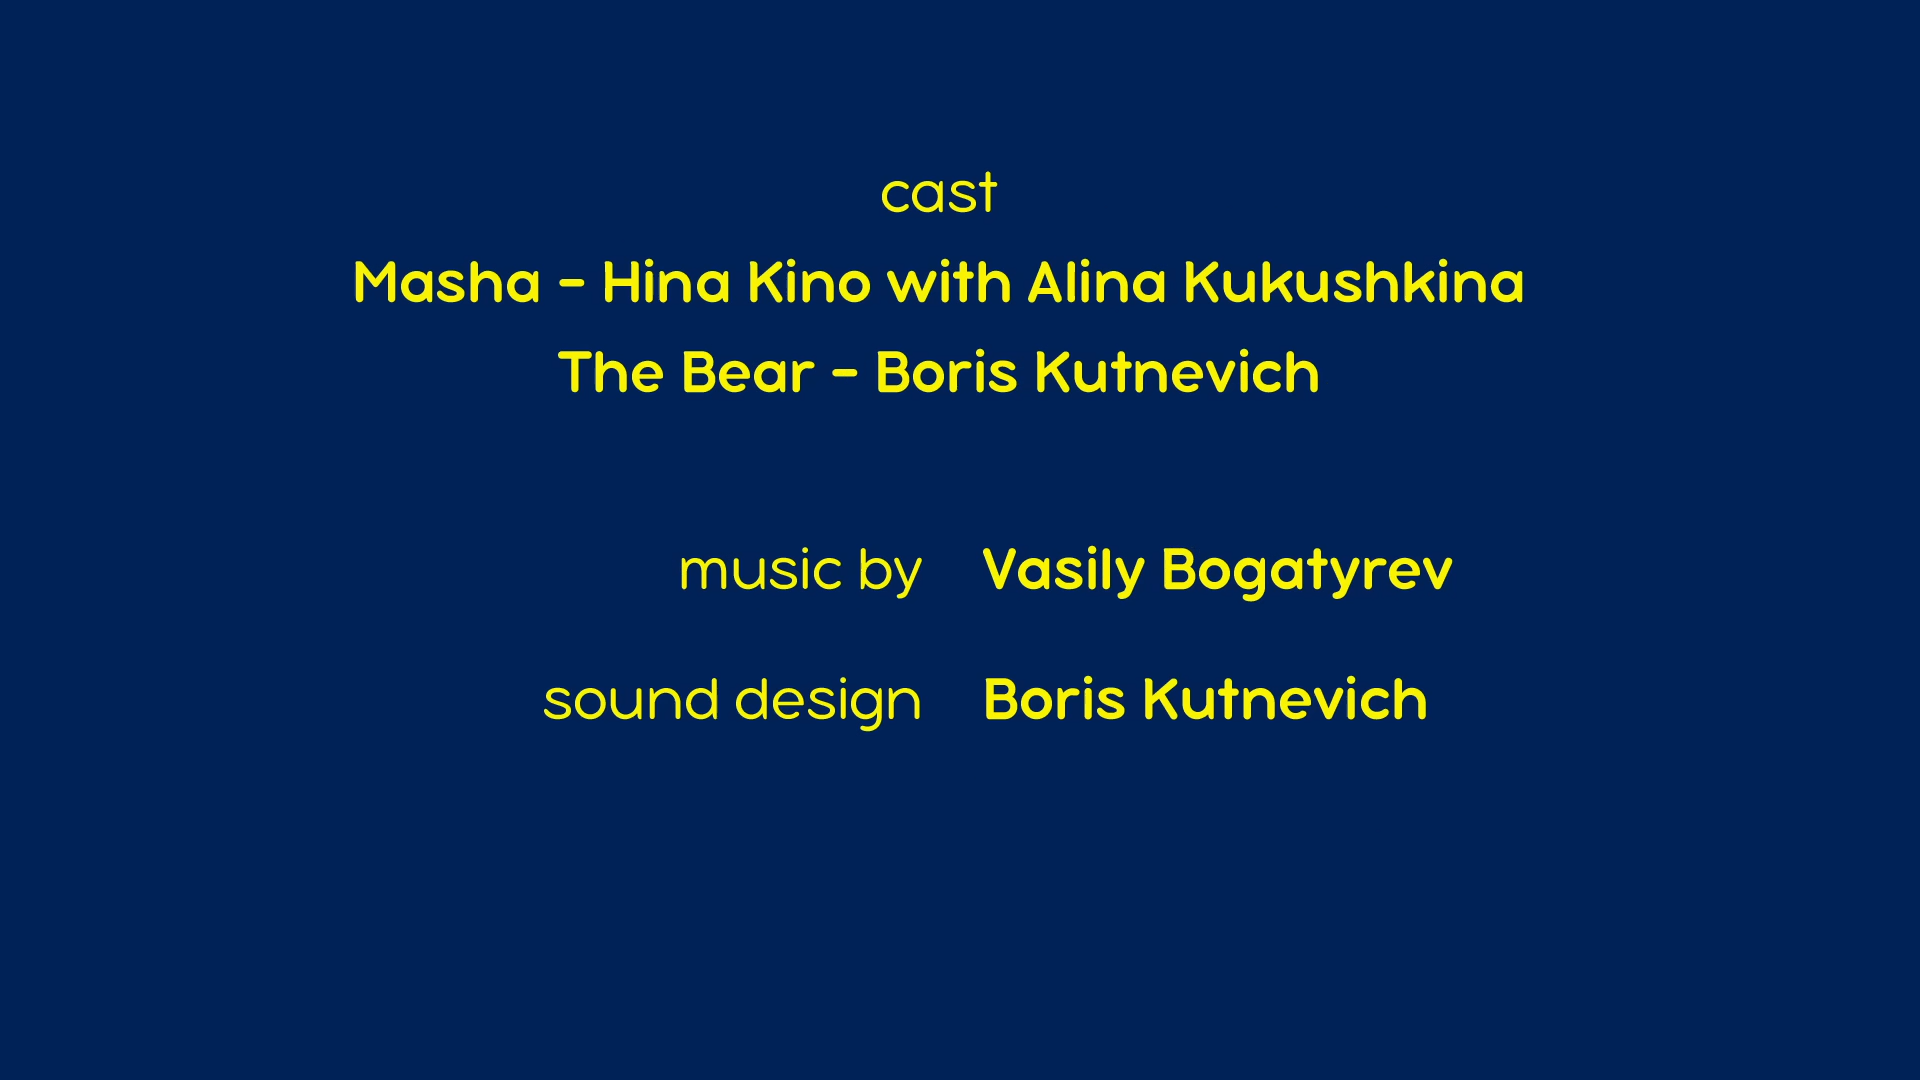 cast
Masha - Hina Kino with Alina Kukushkina
The Bear - Boris Kutnevich
music by Vasily Bogatyrev
sound design Boris Kutnevich